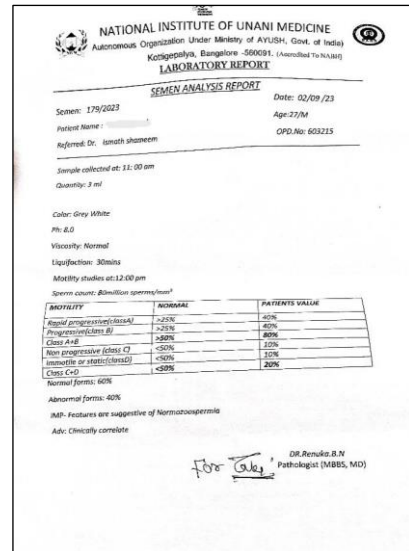 NATIONAL INSTITUTE OF UNANI MEDICINE
Autonomous Organization Under Ministry of AYUSH, Govt. of India)
Kottigepalya, Bangalore -560091. (Accredited To NABH)
LABORATORY REPORT
SEMEN ANALYSIS REPORT
Semen: 179/2023
Date: 02/09 /23
Patient Name :
Age:27/M
Referred: Dr. Ismath shameem
OPD.No: 603215
Sample collected at: 11: 00 am
Quantity: 3 ml
Color: Grey White
Ph: 8.0
Viscosity: Normal
Liquifaction: 30mins
Motility studies at:12:00 pm
Sperm count: 80million sperms/mm³
MOTILITY NORMAL PATIENTS VALUE
Rapid progressive(classA) >25% 40%
Progressive(class B) >25% 40%
Class A+B >50% 80%
Non progressive (class C) <50% 10%
Immotile or static(classD) <50% 10%
Class C+D <50% 20%
Normal forms: 60%
Abnormal forms: 40%
IMP- Features are suggestive of Normozoospermia
Adv: Clinically correlate
For
DR.Renuka.B.N
Pathologist (MBBS, MD)